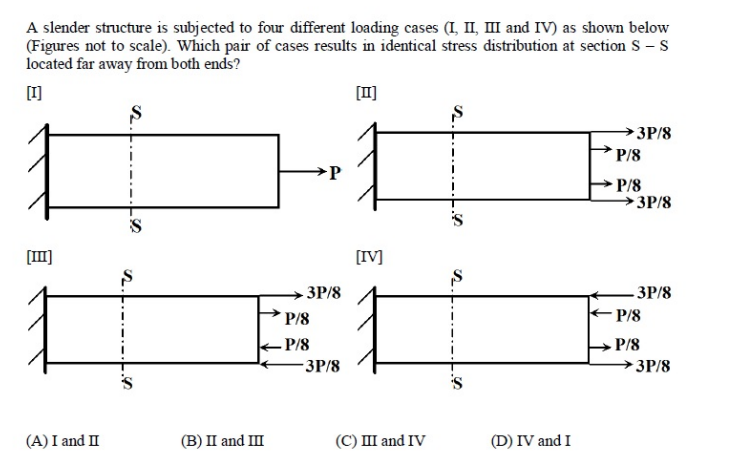 A slender structure is subjected to four different loading cases (I, II, III and IV) as shown below
(Figures not to scale). Which pair of cases results in identical stress distribution at section S – S
located far away from both ends?
[I]
S
P
S
[II]
S
3P/8
P/8
P/8
3P/8
S
[III]
S
3P/8
P/8
P/8
3P/8
S
[IV]
S
3P/8
P/8
P/8
3P/8
S
(A) I and II (B) II and III (C) III and IV (D) IV and I